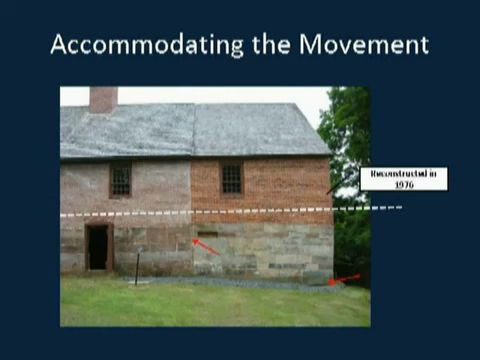 Accommodating the Movement
Reconstructed in
1976